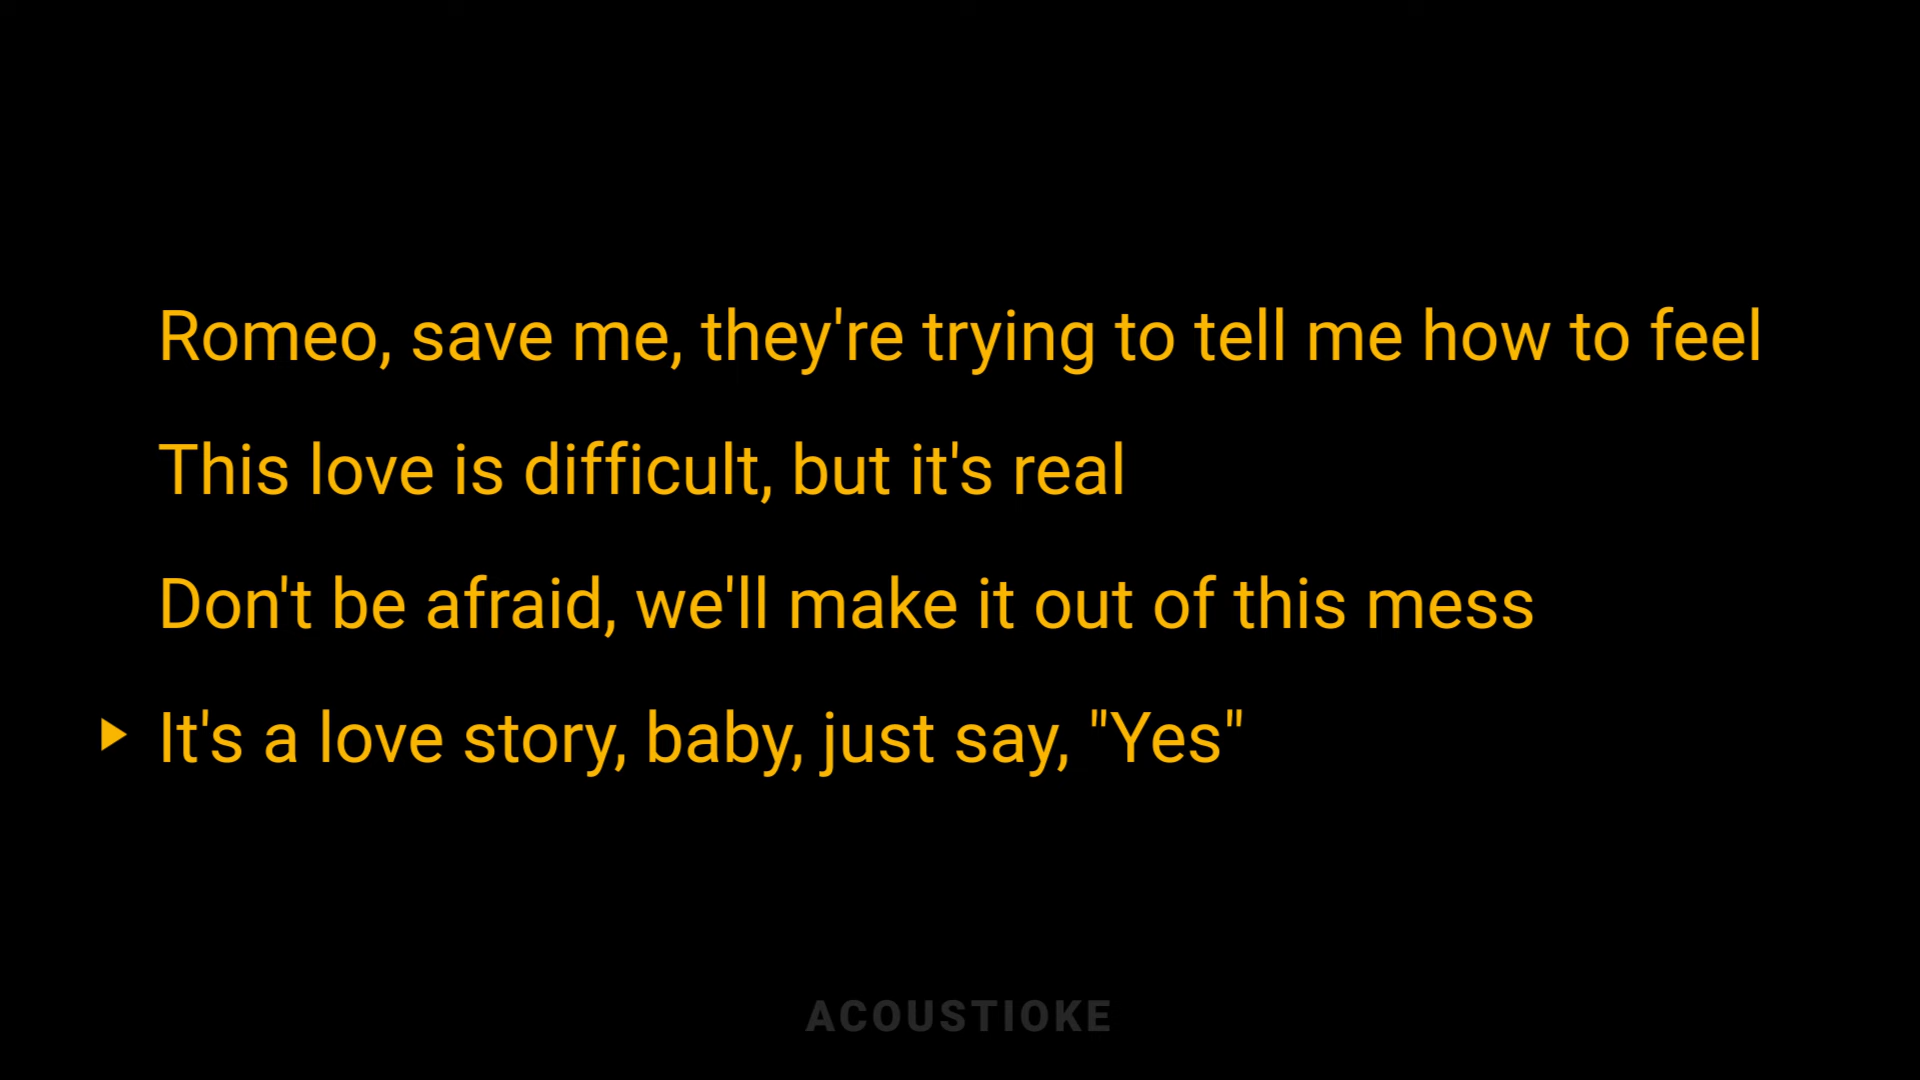 Romeo, save me, they're trying to tell me how to feel
This love is difficult, but it's real
Don't be afraid, we'll make it out of this mess
It's a love story, baby, just say, "Yes"
ACOUSTIOKE